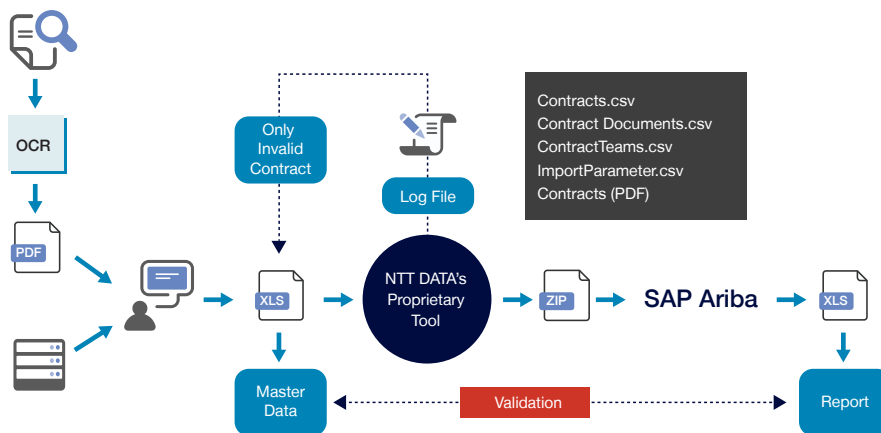 OCR
PDF
Only
Invalid
Contract
Log File
XLS
NTT DATA's
Proprietary
Tool
ZIP
SAP Ariba
XLS
Contracts.csv
Contract Documents.csv
ContractTeams.csv
ImportParameter.csv
Contracts (PDF)
Master
Data
Validation
Report